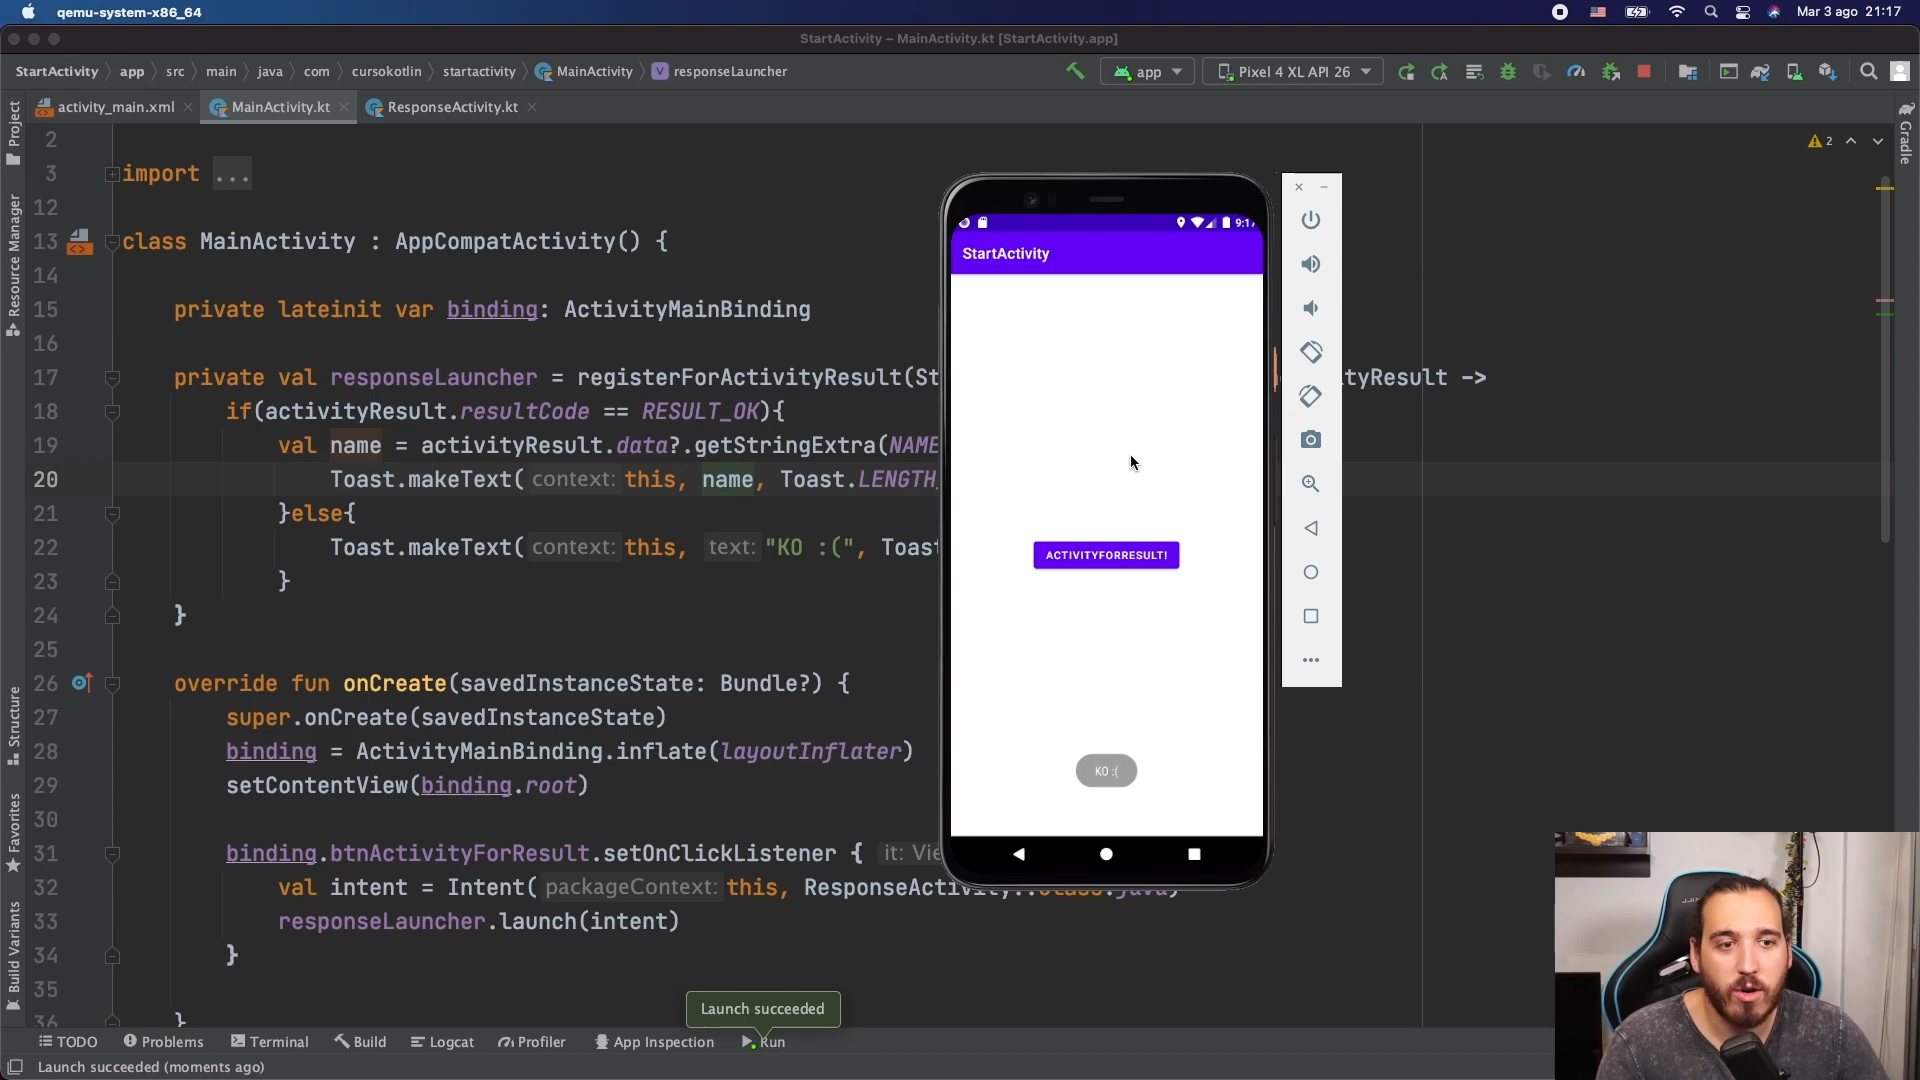 qemu-system-x86_64
Mar 3 ago 21:17
StartActivity – MainActivity.kt [StartActivity.app]
StartActivity app src main java com cursokotlin startactivity MainActivity V responseLauncher
app Pixel 4 XL API 26
activity_main.xml MainActivity.kt ResponseActivity.kt
Project
Resource Manager
Structure
Favorites
Build Variants
Gradle
2
2
3 import ...
12
13 class MainActivity : AppCompatActivity() {
14
15 private lateinit var binding: ActivityMainBinding
16
17 private val responseLauncher = registerForActivityResult(St tyResult ->
18 if(activityResult.resultCode == RESULT_OK){
19 val name = activityResult.data?.getStringExtra(NAME
20 Toast.makeText( context: this, name, Toast.LENGTH_
21 }else{
22 Toast.makeText( context: this, text: "KO :(", Toast
23 }
24 }
25
26 override fun onCreate(savedInstanceState: Bundle?) {
27 super.onCreate(savedInstanceState)
28 binding = ActivityMainBinding.inflate(layoutInflater)
29 setContentView(binding.root)
30
31 binding.btnActivityForResult.setOnClickListener { it: Vie
32 val intent = Intent( packageContext: this, ResponseActivity::class.java)
33 responseLauncher.launch(intent)
34 }
35
36 }
9:17
StartActivity
ACTIVITYFORRESULT!
KO :(
Launch succeeded
TODO Problems Terminal Build Logcat Profiler App Inspection Run
Launch succeeded (moments ago)